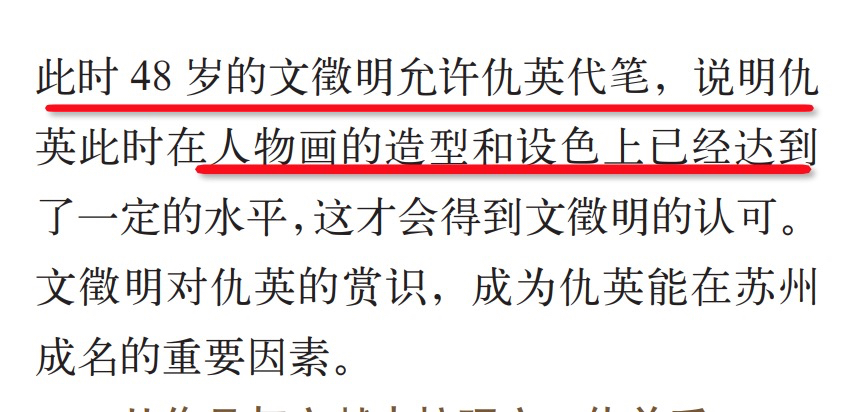 此时 48 岁的文徵明允许仇英代笔，说明仇
英此时在人物画的造型和设色上已经达到
了一定的水平,这才会得到文徵明的认可。
文徵明对仇英的赏识，成为仇英能在苏州
成名的重要因素。